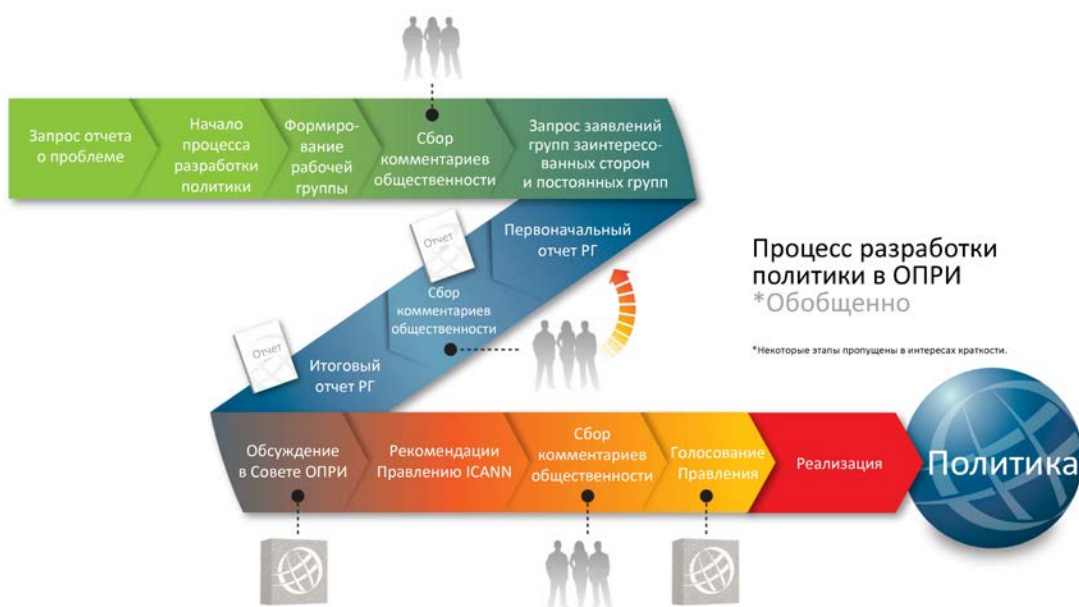 Запрос отчета
о проблеме
Начало
процесса
разработки
политики
Формиро-
вание
рабочей
группы
Сбор
комментариев
общественности
Запрос заявлений
групп заинтересо-
ванных сторон
и постоянных групп
Первоначальный
отчет РГ
Отчет
Сбор
комментариев
общественности
Отчет
Итоговый
отчет РГ
Процесс разработки
политики в ОПРИ
*Обобщенно
*Некоторые этапы пропущены в интересах краткости.
Обсуждение
в Совете ОПРИ
Рекомендации
Правлению ICANN
Сбор
комментариев
общественности
Голосование
Правления
Реализация
Политика